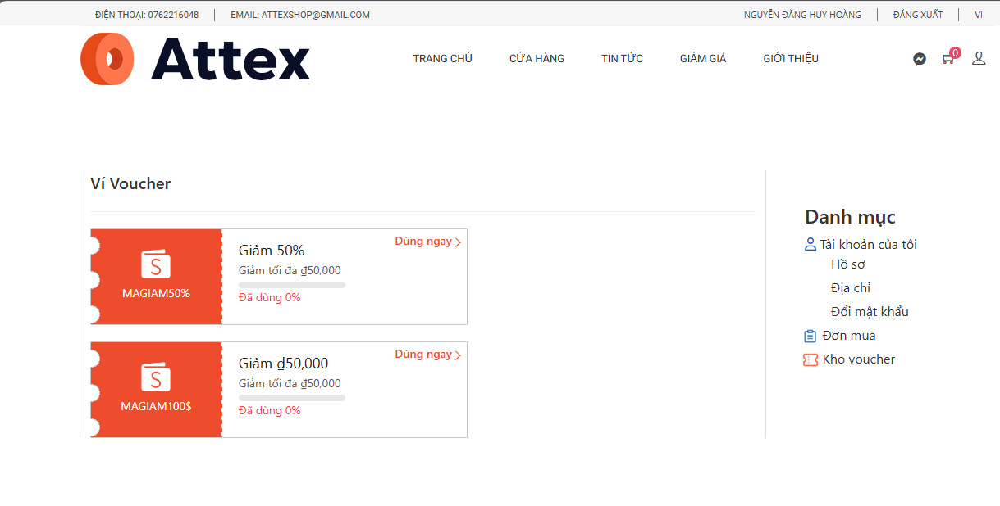 ĐIỆN THOẠI: 0762216048 EMAIL: ATTEXSHOP@GMAIL.COM NGUYỄN ĐĂNG HUY HOÀNG ĐĂNG XUẤT VI
Attex TRANG CHỦ CỬA HÀNG TIN TỨC GIẢM GIÁ GIỚI THIỆU 0
Ví Voucher
Dùng ngay
Giảm 50%
Giảm tối đa ₫50,000
S
MAGIAM50%
Đã dùng 0%
Dùng ngay
Giảm ₫50,000
Giảm tối đa ₫50,000
S
MAGIAM100$
Đã dùng 0%
Danh mục
Tài khoản của tôi
Hồ sơ
Địa chỉ
Đổi mật khẩu
Đơn mua
Kho voucher